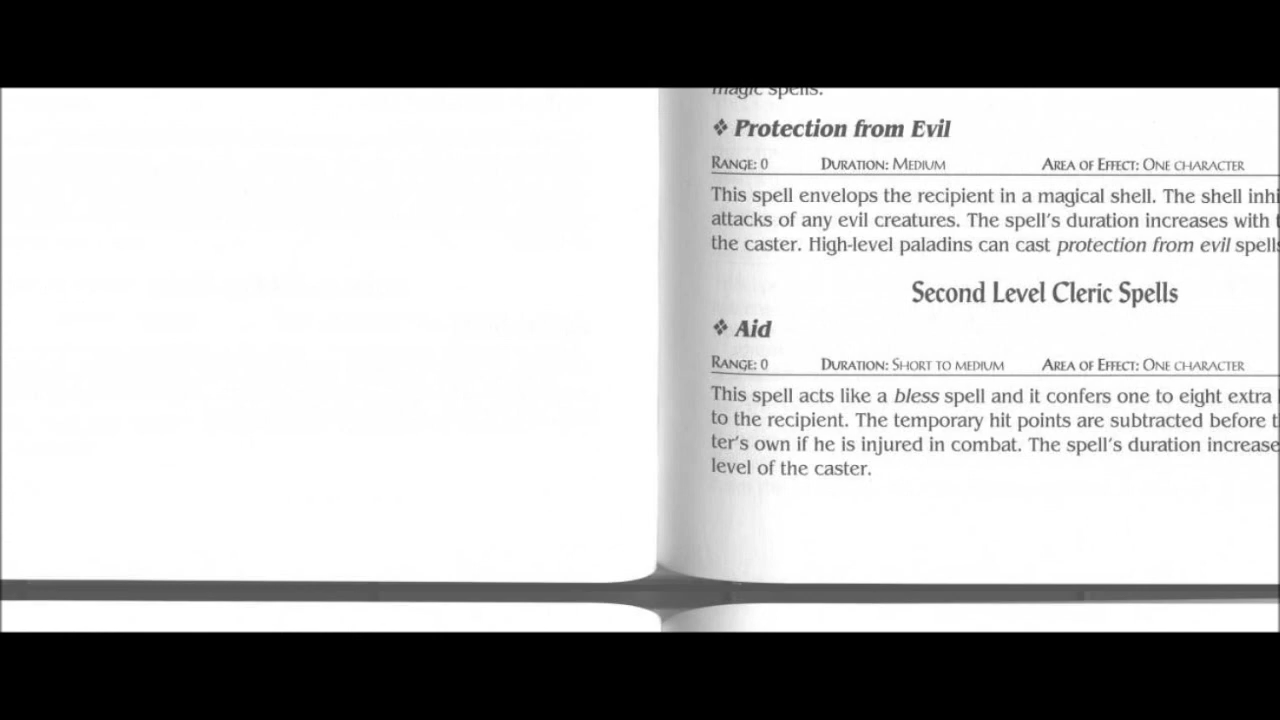 magic spells.
❖ Protection from Evil
RANGE: 0 DURATION: MEDIUM AREA OF EFFECT: ONE CHARACTER
This spell envelops the recipient in a magical shell. The shell inhi
attacks of any evil creatures. The spell's duration increases with
the caster. High-level paladins can cast protection from evil spells
Second Level Cleric Spells
❖ Aid
RANGE: 0 DURATION: SHORT TO MEDIUM AREA OF EFFECT: ONE CHARACTER
This spell acts like a bless spell and it confers one to eight extra
to the recipient. The temporary hit points are subtracted before t
ter's own if he is injured in combat. The spell's duration increase
level of the caster.